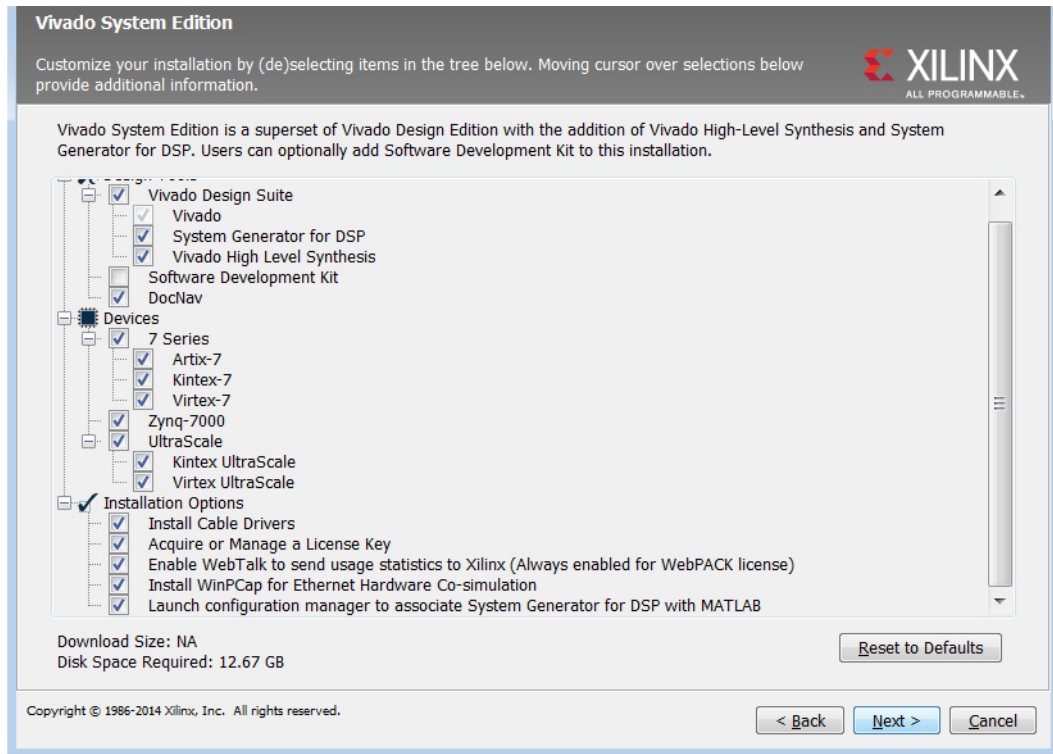 Vivado System Edition
Customize your installation by (de)selecting items in the tree below. Moving cursor over selections below
provide additional information.
XILINX
ALL PROGRAMMABLE™
Vivado System Edition is a superset of Vivado Design Edition with the addition of Vivado High-Level Synthesis and System
Generator for DSP. Users can optionally add Software Development Kit to this installation.
Vivado Design Suite
Vivado
System Generator for DSP
Vivado High Level Synthesis
Software Development Kit
DocNav
Devices
7 Series
Artix-7
Kintex-7
Virtex-7
Zynq-7000
UltraScale
Kintex UltraScale
Virtex UltraScale
Installation Options
Install Cable Drivers
Acquire or Manage a License Key
Enable WebTalk to send usage statistics to Xilinx (Always enabled for WebPACK license)
Install WinPCap for Ethernet Hardware Co-simulation
Launch configuration manager to associate System Generator for DSP with MATLAB
Download Size: NA
Disk Space Required: 12.67 GB
Reset to Defaults
Copyright © 1986-2014 Xilinx, Inc. All rights reserved.
< Back
Next >
Cancel